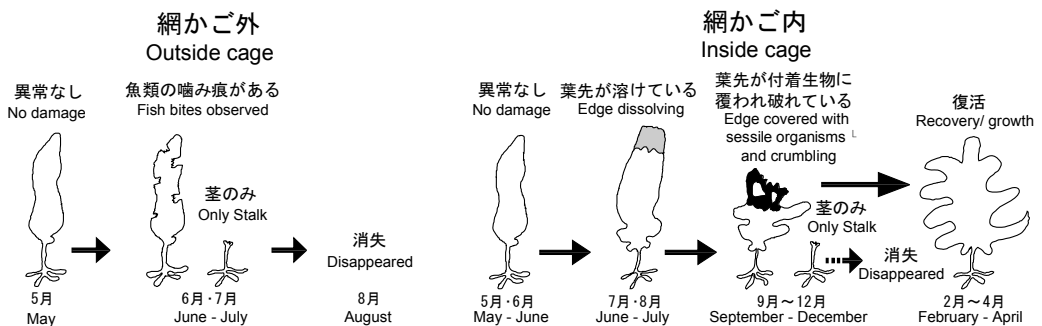 網かご外
Outside cage
異常なし
No damage
魚類の噛み痕がある
Fish bites observed
茎のみ
Only Stalk
消失
Disappeared
5月
May
6月・7月
June - July
8月
August
網かご内
Inside cage
異常なし
No damage
葉先が溶けている
Edge dissolving
葉先が付着生物に
覆われ破れている
Edge covered with
sessile organisms └
and crumbling
復活
Recovery/ growth
茎のみ
Only Stalk
消失
Disappeared
5月・6月
May - June
7月・8月
June - July
9月～12月
September - December
2月～4月
February - April